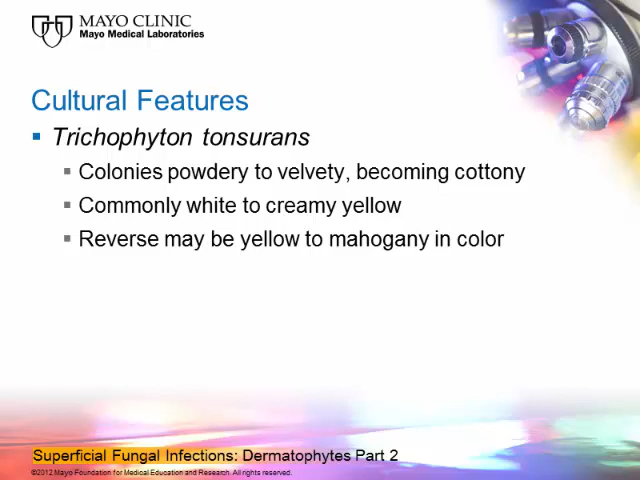 MAYO CLINIC
Mayo Medical Laboratories
Cultural Features
Trichophyton tonsurans
Colonies powdery to velvety, becoming cottony
Commonly white to creamy yellow
Reverse may be yellow to mahogany in color
Superficial Fungal Infections: Dermatophytes Part 2
©2012 Mayo Foundation for Medical Education and Research. All rights reserved.